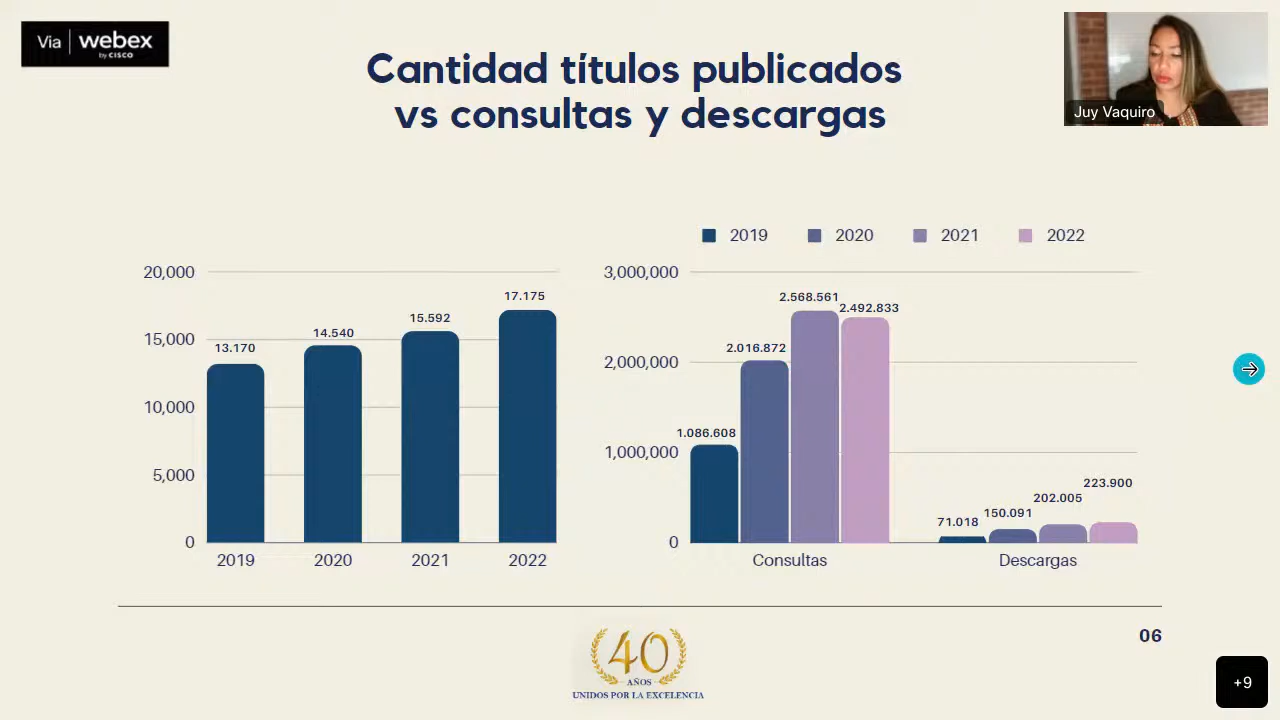 Via webex
by CISCO
Cantidad títulos publicados
vs consultas y descargas
Juy Vaquiro
20,000
15,000
10,000
5,000
0
13.170
14.540
15.592
17.175
2019
2020
2021
2022
2019 2020 2021 2022
3,000,000
2,000,000
1,000,000
0
1.086.608
2.016.872
2.568.561
2.492.833
71.018
150.091
202.005
223.900
Consultas
Descargas
06
40
AÑOS
UNIDOS POR LA EXCELENCIA
+9